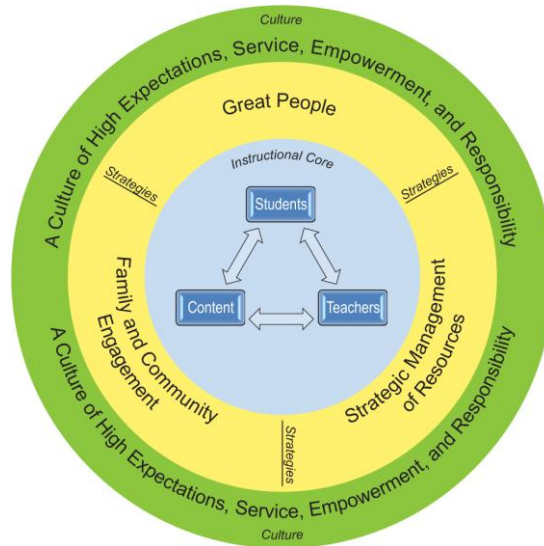 Culture
A Culture of High Expectations, Service, Empowerment, and Responsibility
Great People
Strategies
Strategies
Instructional Core
Students
Content
Teachers
Family and Community
Engagement
Strategic Management
of Resources
Strategies
A Culture of High Expectations, Service, Empowerment, and Responsibility
Culture